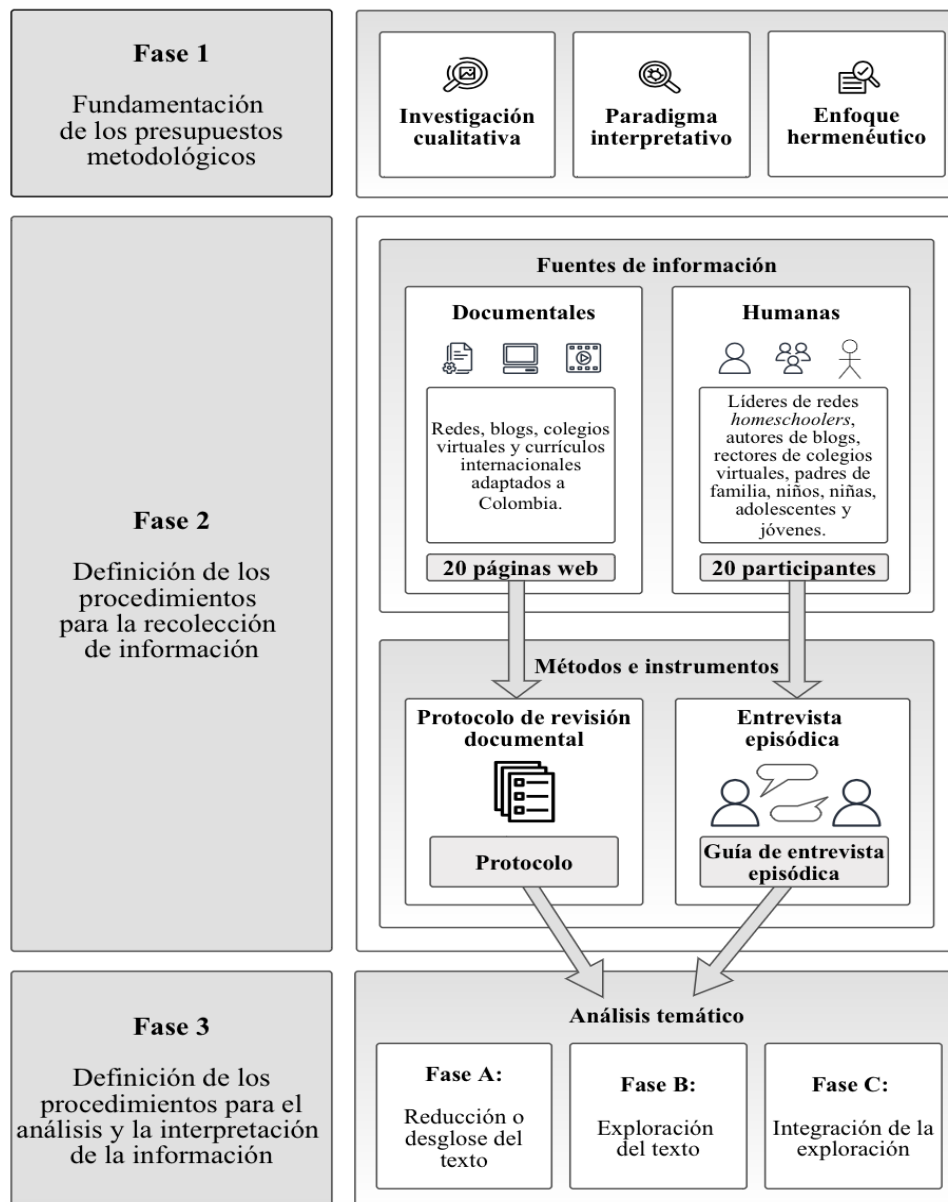 Fase 1
Fundamentación
de los presupuestos
metodológicos
Investigación
cualitativa
Paradigma
interpretativo
Enfoque
hermenéutico
Fase 2
Definición de los
procedimientos
para la recolección
de información
Fuentes de información
Documentales
Redes, blogs, colegios
virtuales y currículos
internacionales
adaptados a
Colombia.
20 páginas web
Humanas
Líderes de redes
homeschoolers,
autores de blogs,
rectores de colegios
virtuales, padres de
familia, niños, niñas,
adolescentes y
jóvenes.
20 participantes
Métodos e instrumentos
Protocolo de revisión
documental
Protocolo
Entrevista
episódica
Guía de entrevista
episódica
Fase 3
Definición de los
procedimientos para el
análisis y la interpretación
de la información
Análisis temático
Fase A:
Reducción o
desglose del
texto
Fase B:
Exploración
del texto
Fase C:
Integración de la
exploración